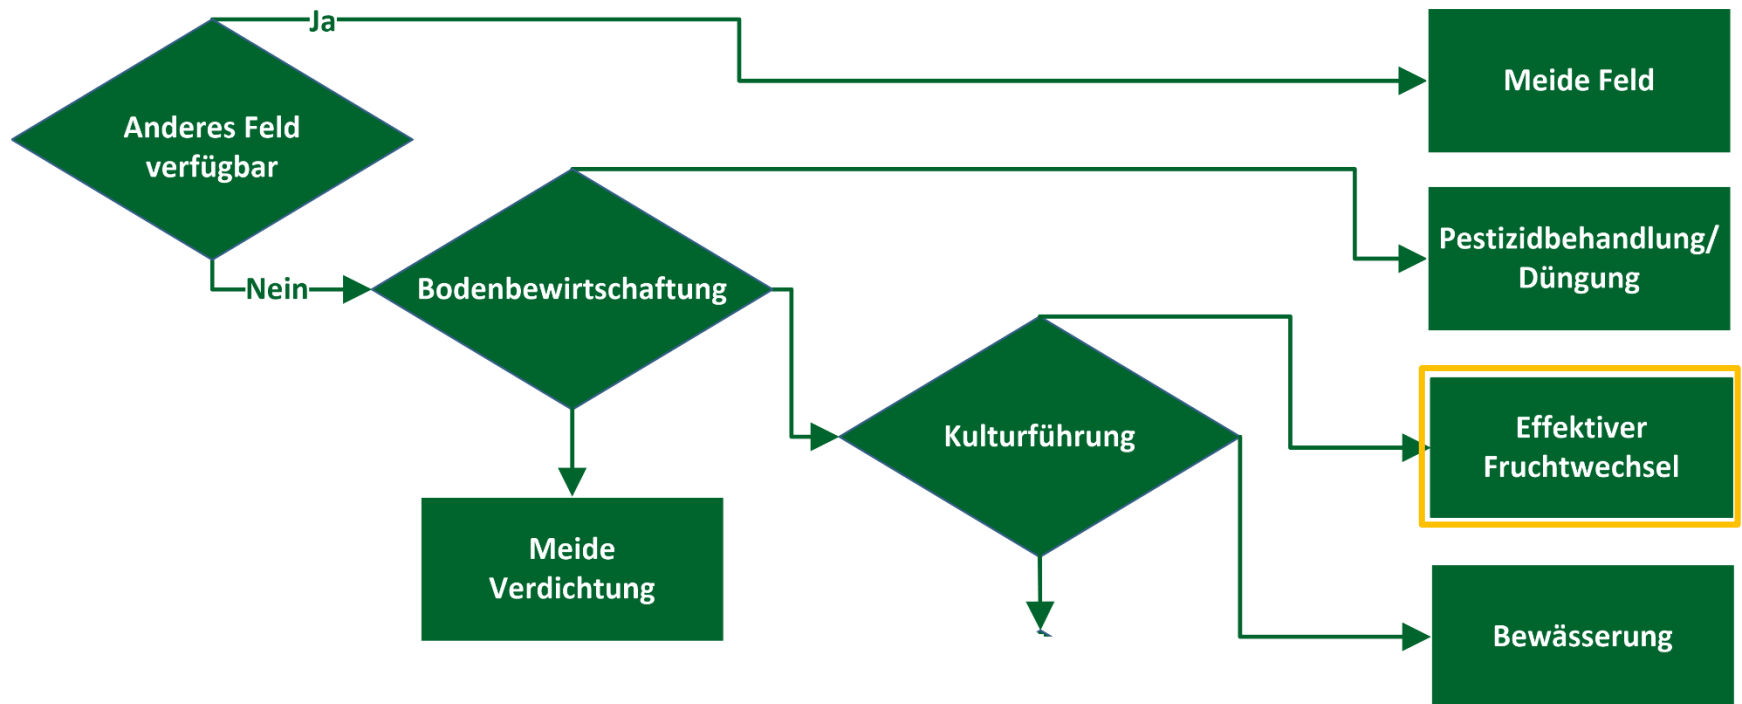 Ja
Meide Feld
Anderes Feld
verfügbar
Pestizidbehandlung/
Düngung
Nein
Bodenbewirtschaftung
Kulturführung
Effektiver
Fruchtwechsel
Meide
Verdichtung
Bewässerung